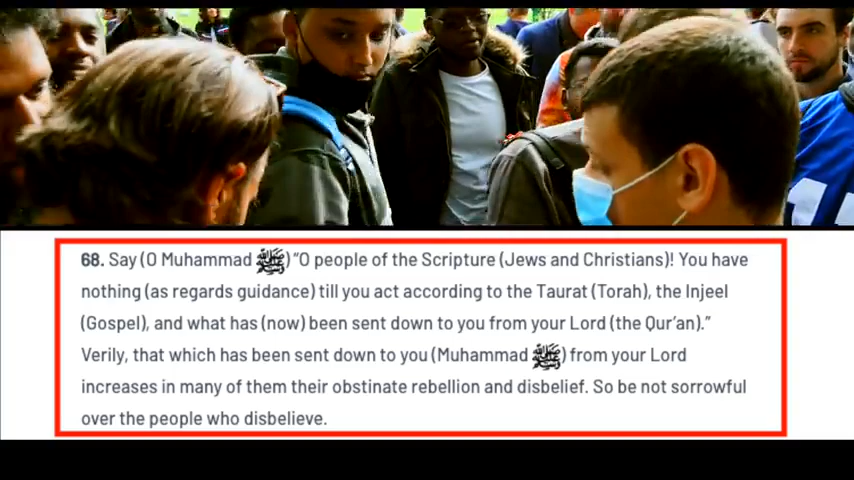 68. Say (O Muhammad ﷺ) “O people of the Scripture (Jews and Christians)! You have
nothing (as regards guidance) till you act according to the Taurat (Torah), the Injeel
(Gospel), and what has (now) been sent down to you from your Lord (the Qur’an).”
Verily, that which has been sent down to you (Muhammad ﷺ) from your Lord
increases in many of them their obstinate rebellion and disbelief. So be not sorrowful
over the people who disbelieve.